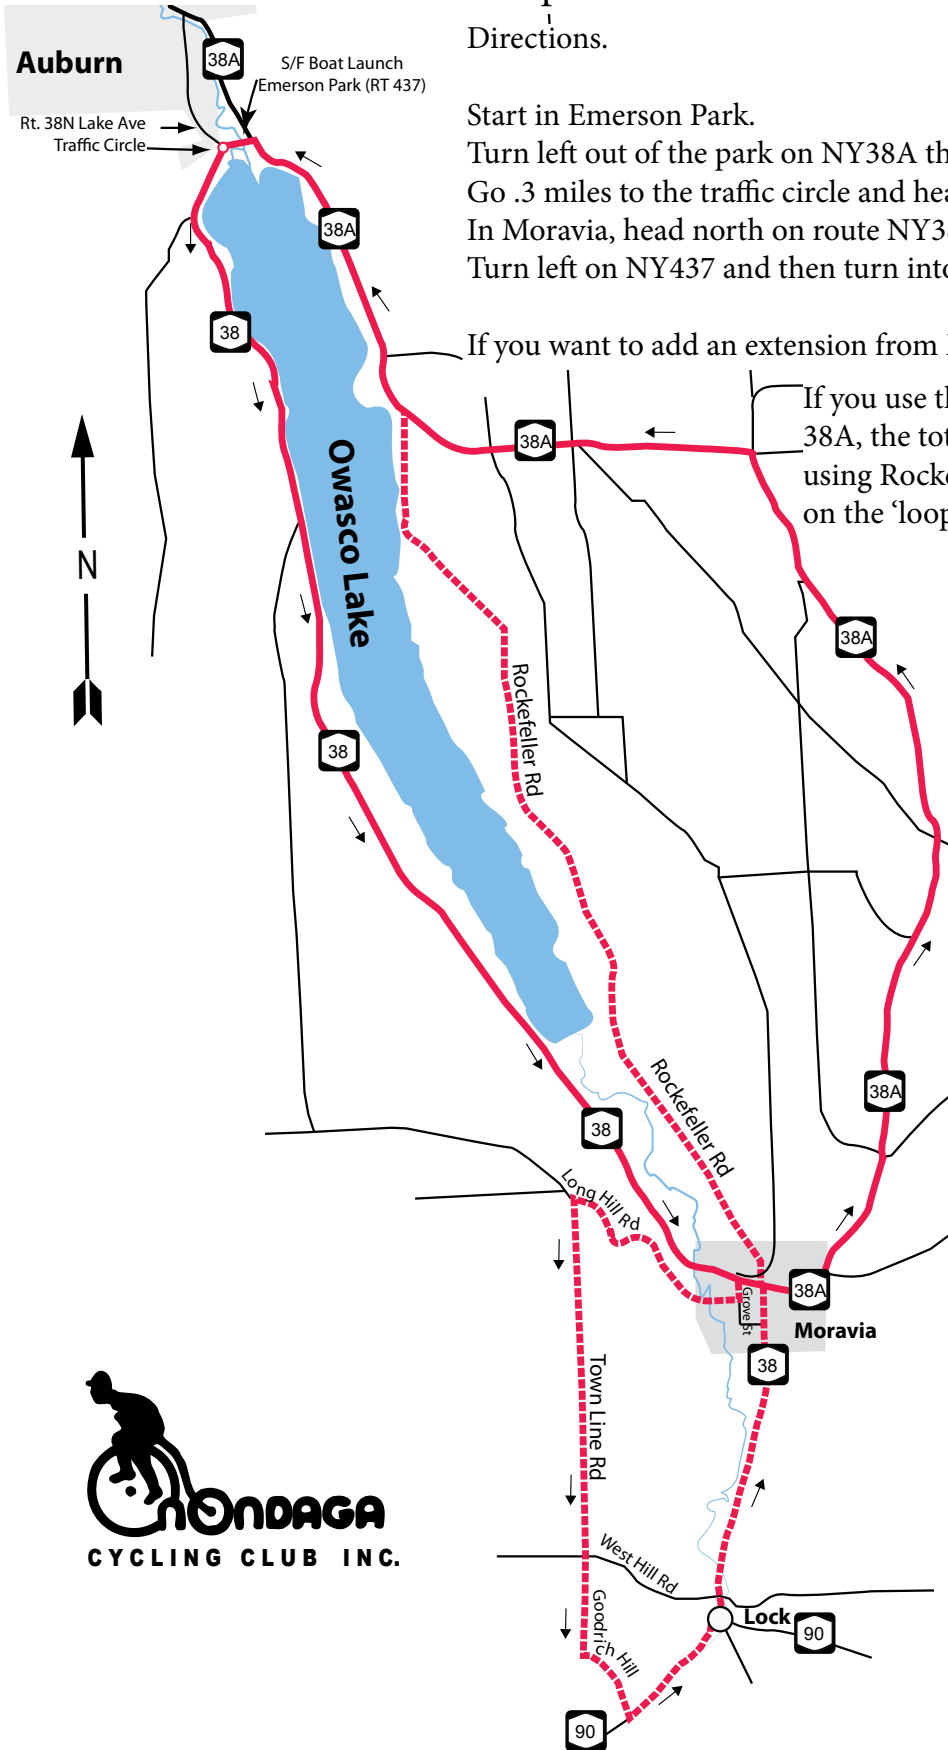 Directions.
Start in Emerson Park.
Turn left out of the park on NY38A th
Go .3 miles to the traffic circle and hea
In Moravia, head north on route NY3
Turn left on NY437 and then turn into
If you want to add an extension from
If you use th
38A, the tot
using Rocke
on the ‘loop
Auburn
38A
S/F Boat Launch
Emerson Park (RT 437)
Rt. 38N Lake Ave
Traffic Circle
38A
38
38A
Owasco Lake
N
38A
Rockefeller Rd
38
38A
Rockefeller Rd
38
Long Hill Rd
38A
Grove St
Moravia
38
Town Line Rd
ONONDAGA
CYCLING CLUB INC.
West Hill Rd
Goodrich Hill
Lock
90
90